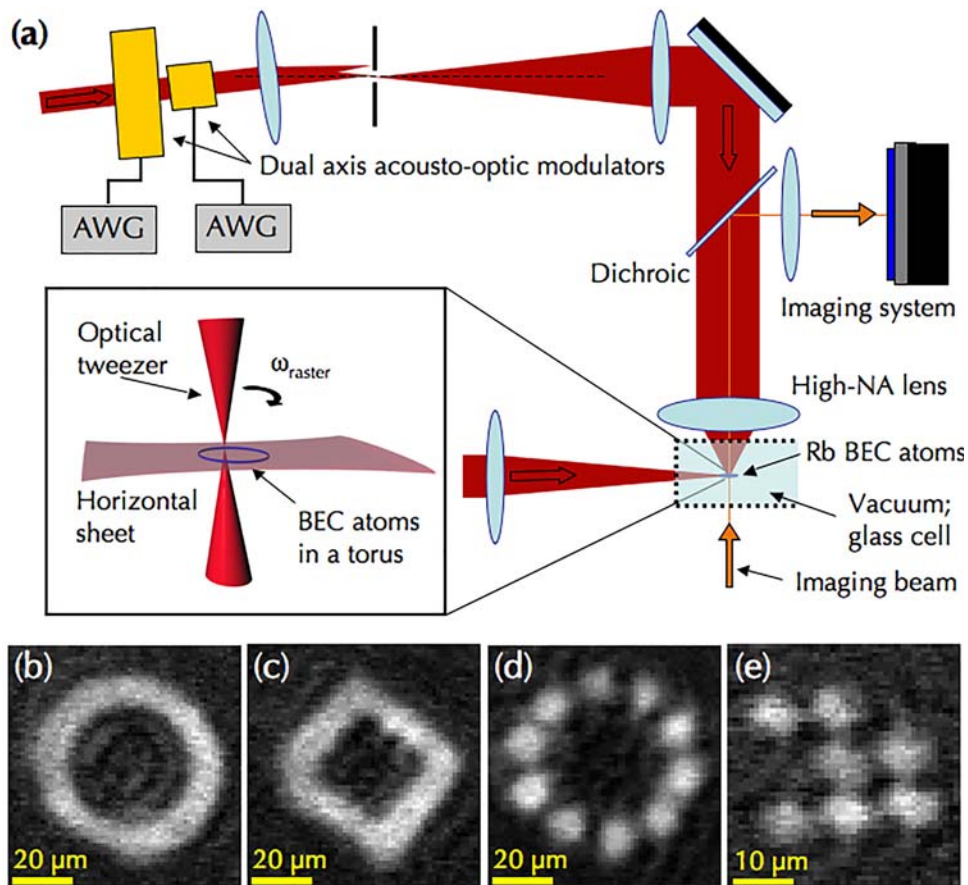 (a)
Dual axis acousto-optic modulators
AWG
AWG
Dichroic
Imaging system
Optical
tweezer
ωraster
High-NA lens
Rb BEC atoms
Horizontal
sheet
BEC atoms
in a torus
Vacuum;
glass cell
Imaging beam
(b)
20 µm
(c)
20 µm
(d)
20 µm
(e)
10 µm